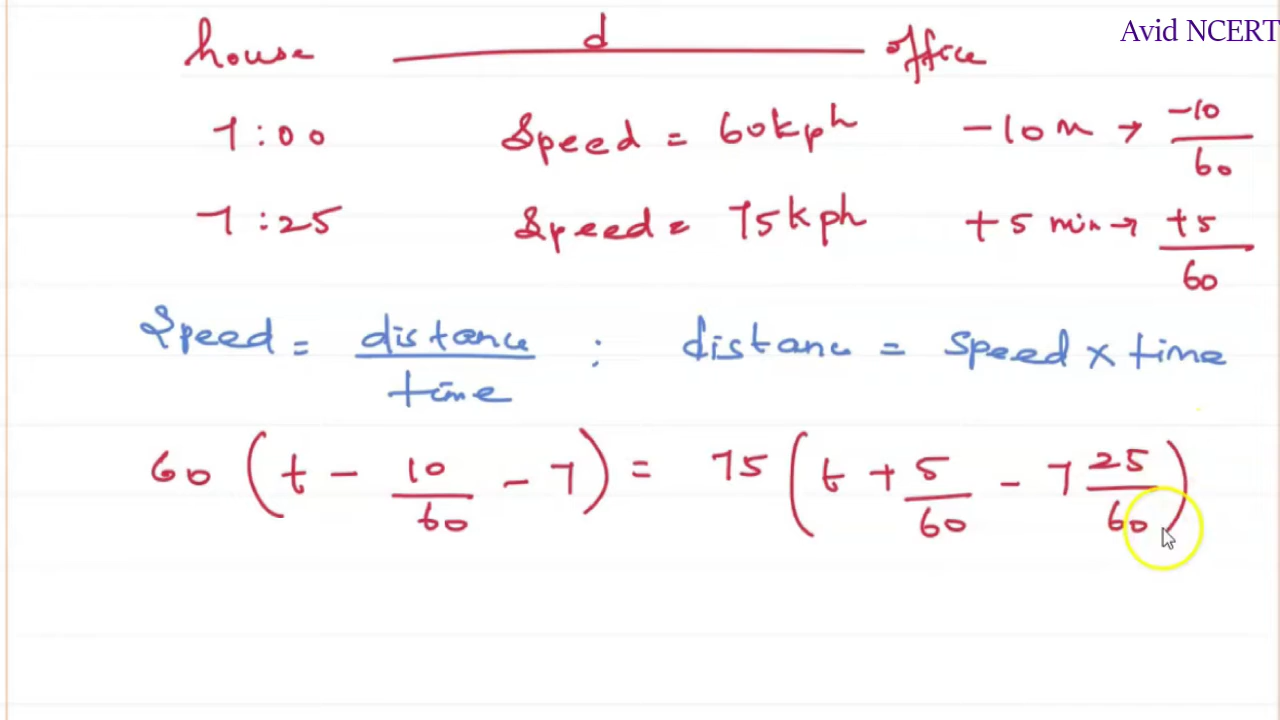 Avid NCERT
house d office
7:00 Speed = 60kph -10m → -10/60
7:25 Speed = 75kph +5 min → +5/60
Speed = distance/time ; distance = speed × time
60 (t - 10/60 - 7) = 75 (t + 5/60 - 7 25/60)